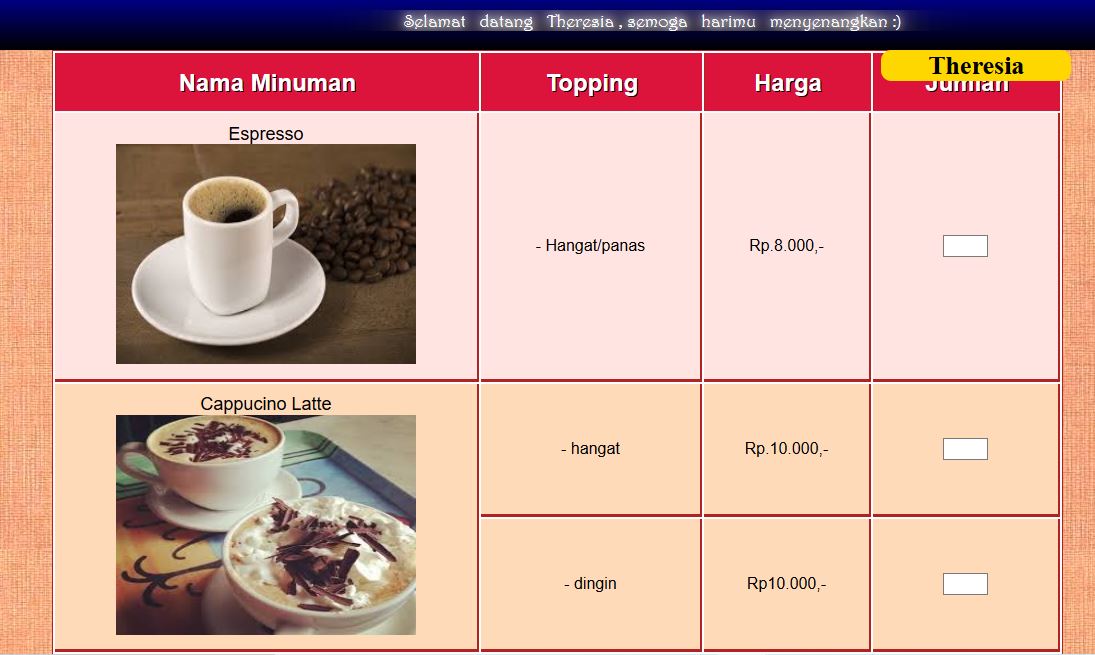 Selamat datang Theresia , semoga harimu menyenangkan :)
Theresia
Nama Minuman Topping Harga Jumlah
Espresso
- Hangat/panas Rp.8.000,-
Cappucino Latte
- hangat Rp.10.000,-
- dingin Rp10.000,-